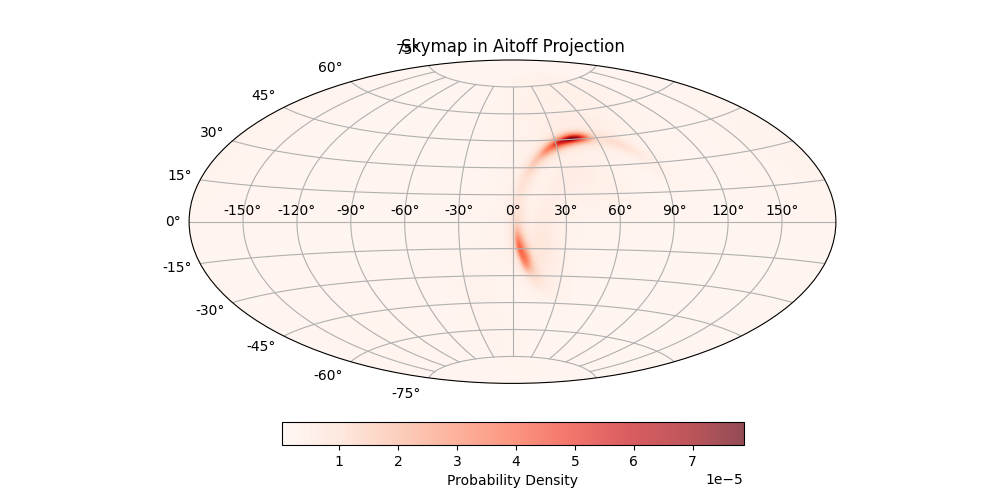 75°
Skymap in Aitoff Projection
60°
45°
30°
15°
0°
-150° -120° -90° -60° -30° 0° 30° 60° 90° 120° 150°
-15°
-30°
-45°
-60°
-75°
1 2 3 4 5 6 7
1e−5
Probability Density